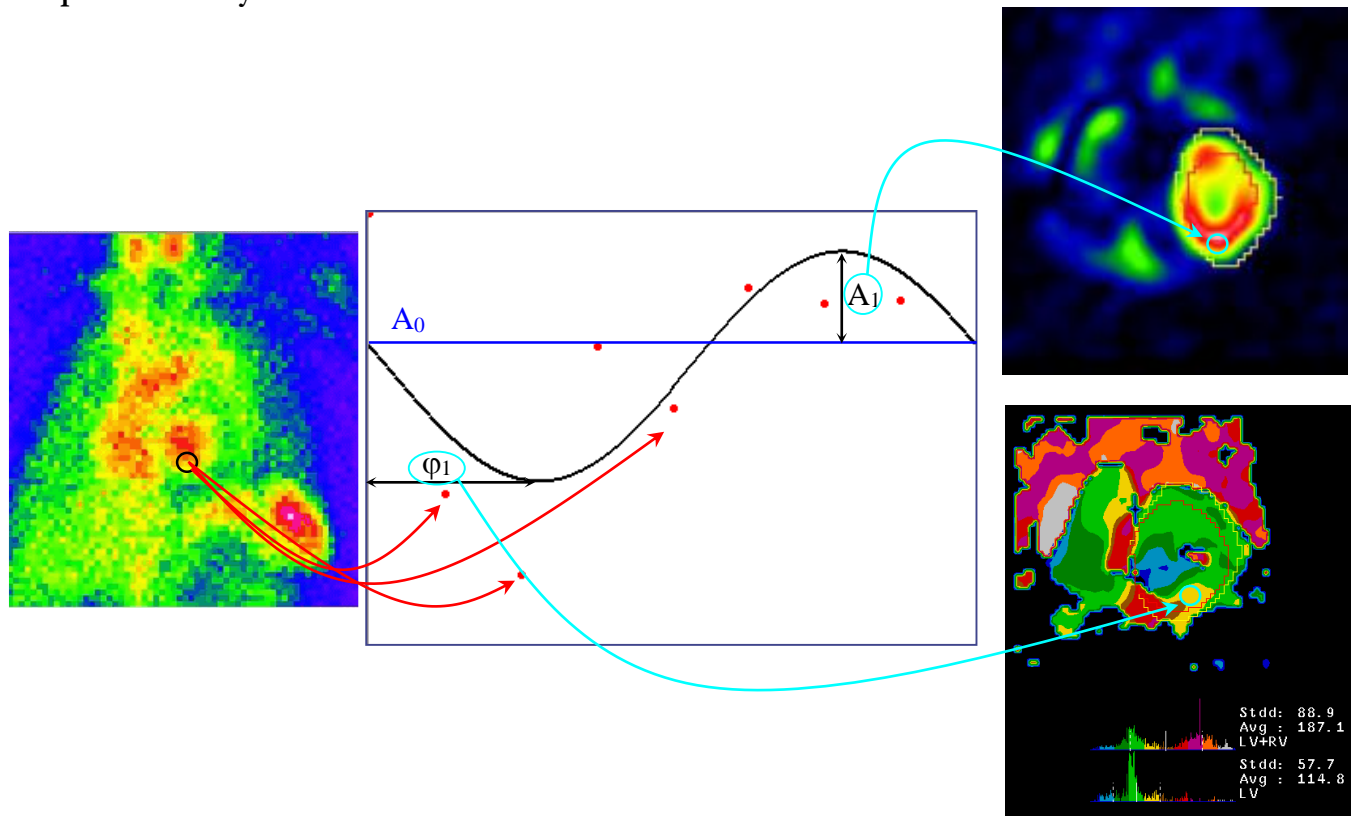 A₀
A₁
φ₁
Stdd: 88.9
Avg : 187.1
LV+RV
Stdd: 57.7
Avg : 114.8
LV